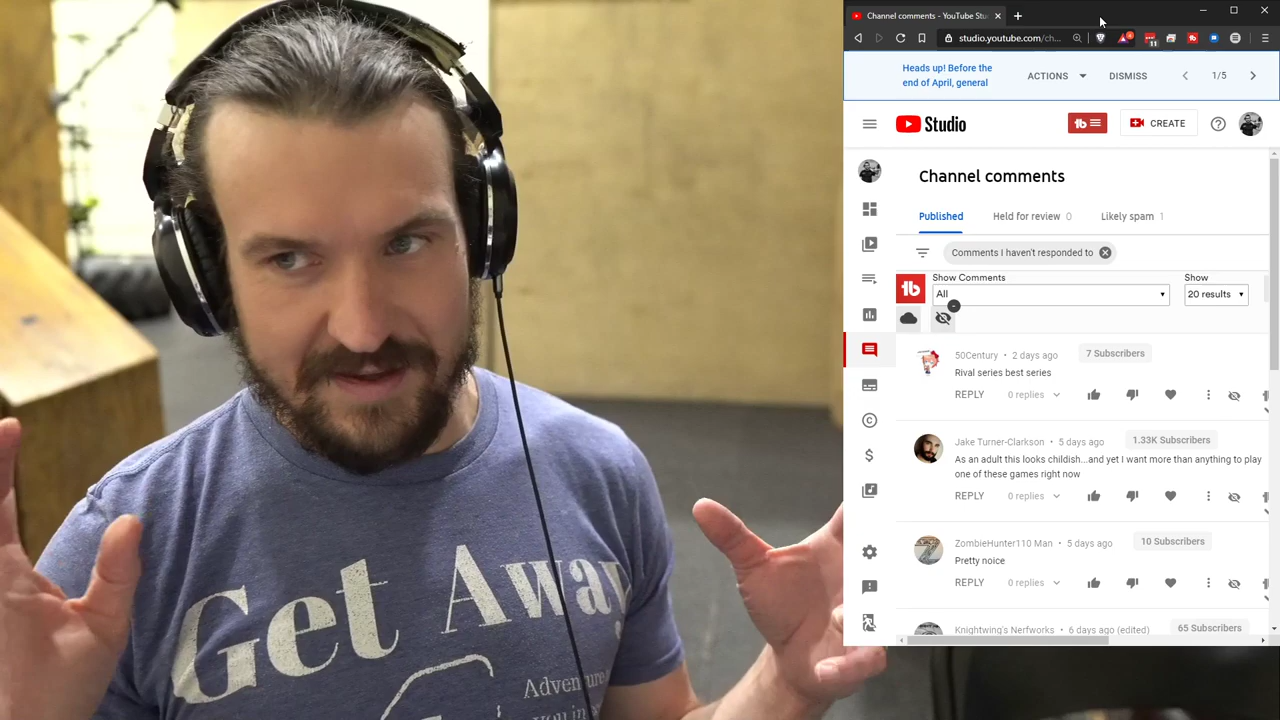 Get Away
Adventure
you in
Channel comments - YouTube Stu
studio.youtube.com/ch...
4
11
Heads up! Before the
end of April, general
ACTIONS
DISMISS
1/5
Studio
CREATE
Channel comments
Published
Held for review 0
Likely spam 1
Comments I haven't responded to
Show Comments
Show
All
20 results
50Century • 2 days ago
7 Subscribers
Rival series best series
REPLY
0 replies
Jake Turner-Clarkson • 5 days ago
1.33K Subscribers
As an adult this looks childish...and yet I want more than anything to play
one of these games right now
REPLY
0 replies
ZombieHunter110 Man • 5 days ago
10 Subscribers
Pretty noice
REPLY
0 replies
Knightwing's Nerfworks • 6 days ago (edited)
65 Subscribers